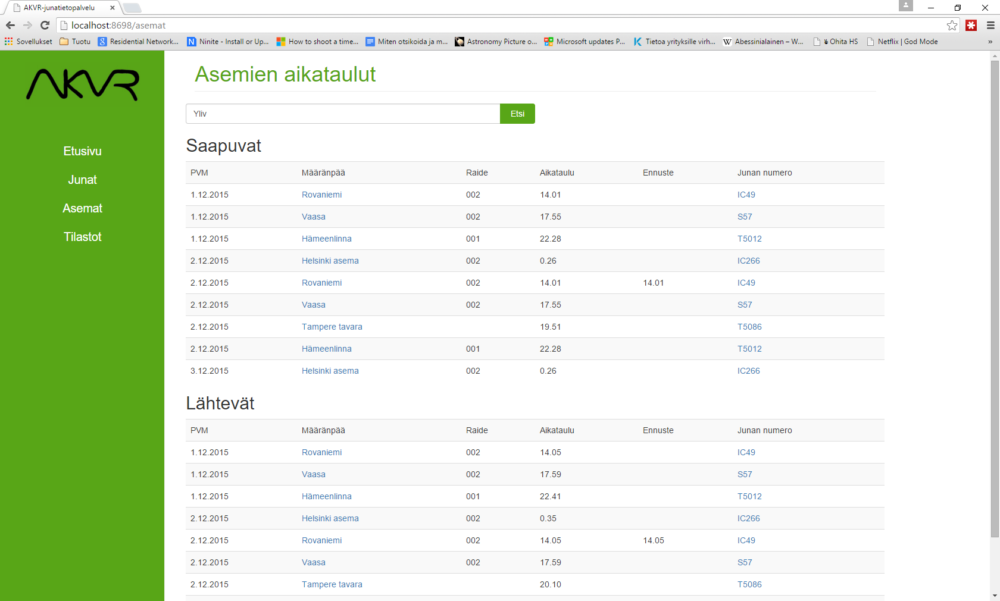 AKVR-junatietopalvelu
localhost:8698/asemat
Sovellukset Tuotu Residential Network... Ninite - Install or Up... How to shoot a time... Miten otsikoida ja m... Astronomy Picture o... Microsoft updates P... Tietoa yrityksille virh... Abessinialainen – W... Ohita HS Netflix | God Mode »
AKVR
Etusivu
Junat
Asemat
Tilastot
Asemien aikataulut
Yliv Etsi
Saapuvat
PVM Määränpää Raide Aikataulu Ennuste Junan numero
1.12.2015 Rovaniemi 002 14.01 IC49
1.12.2015 Vaasa 002 17.55 S57
1.12.2015 Hämeenlinna 001 22.28 T5012
2.12.2015 Helsinki asema 002 0.26 IC266
2.12.2015 Rovaniemi 002 14.01 14.01 IC49
2.12.2015 Vaasa 002 17.55 S57
2.12.2015 Tampere tavara 19.51 T5086
2.12.2015 Hämeenlinna 001 22.28 T5012
3.12.2015 Helsinki asema 002 0.26 IC266
Lähtevät
PVM Määränpää Raide Aikataulu Ennuste Junan numero
1.12.2015 Rovaniemi 002 14.05 IC49
1.12.2015 Vaasa 002 17.59 S57
1.12.2015 Hämeenlinna 001 22.41 T5012
2.12.2015 Helsinki asema 002 0.35 IC266
2.12.2015 Rovaniemi 002 14.05 14.05 IC49
2.12.2015 Vaasa 002 17.59 S57
2.12.2015 Tampere tavara 20.10 T5086